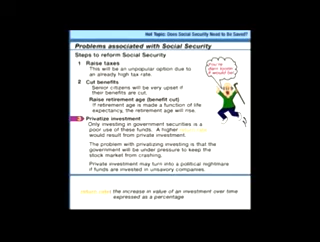 Hot Topic: Does Social Security Need to Be Saved?
Problems associated with Social Security
Steps to reform Social Security
1 Raise taxes
This will be an unpopular option due to
an already high tax rate.
2 Cut benefits
Senior citizens will be very upset if
their benefits are cut.
Raise retirement age (benefit cut)
If retirement age is made a function of life
expectancy, the retirement age will rise.
3 Privatize investment
Only investing in government securities is a
poor use of these funds. A higher
would result from private investment.
The problem with privatizing is that the
government will be under pressure to keep the
stock market from crashing.
Private investment may turn into a political nightmare
if funds are invested in unsavory companies.
the increase in value of an investment over time
expressed as a percentage